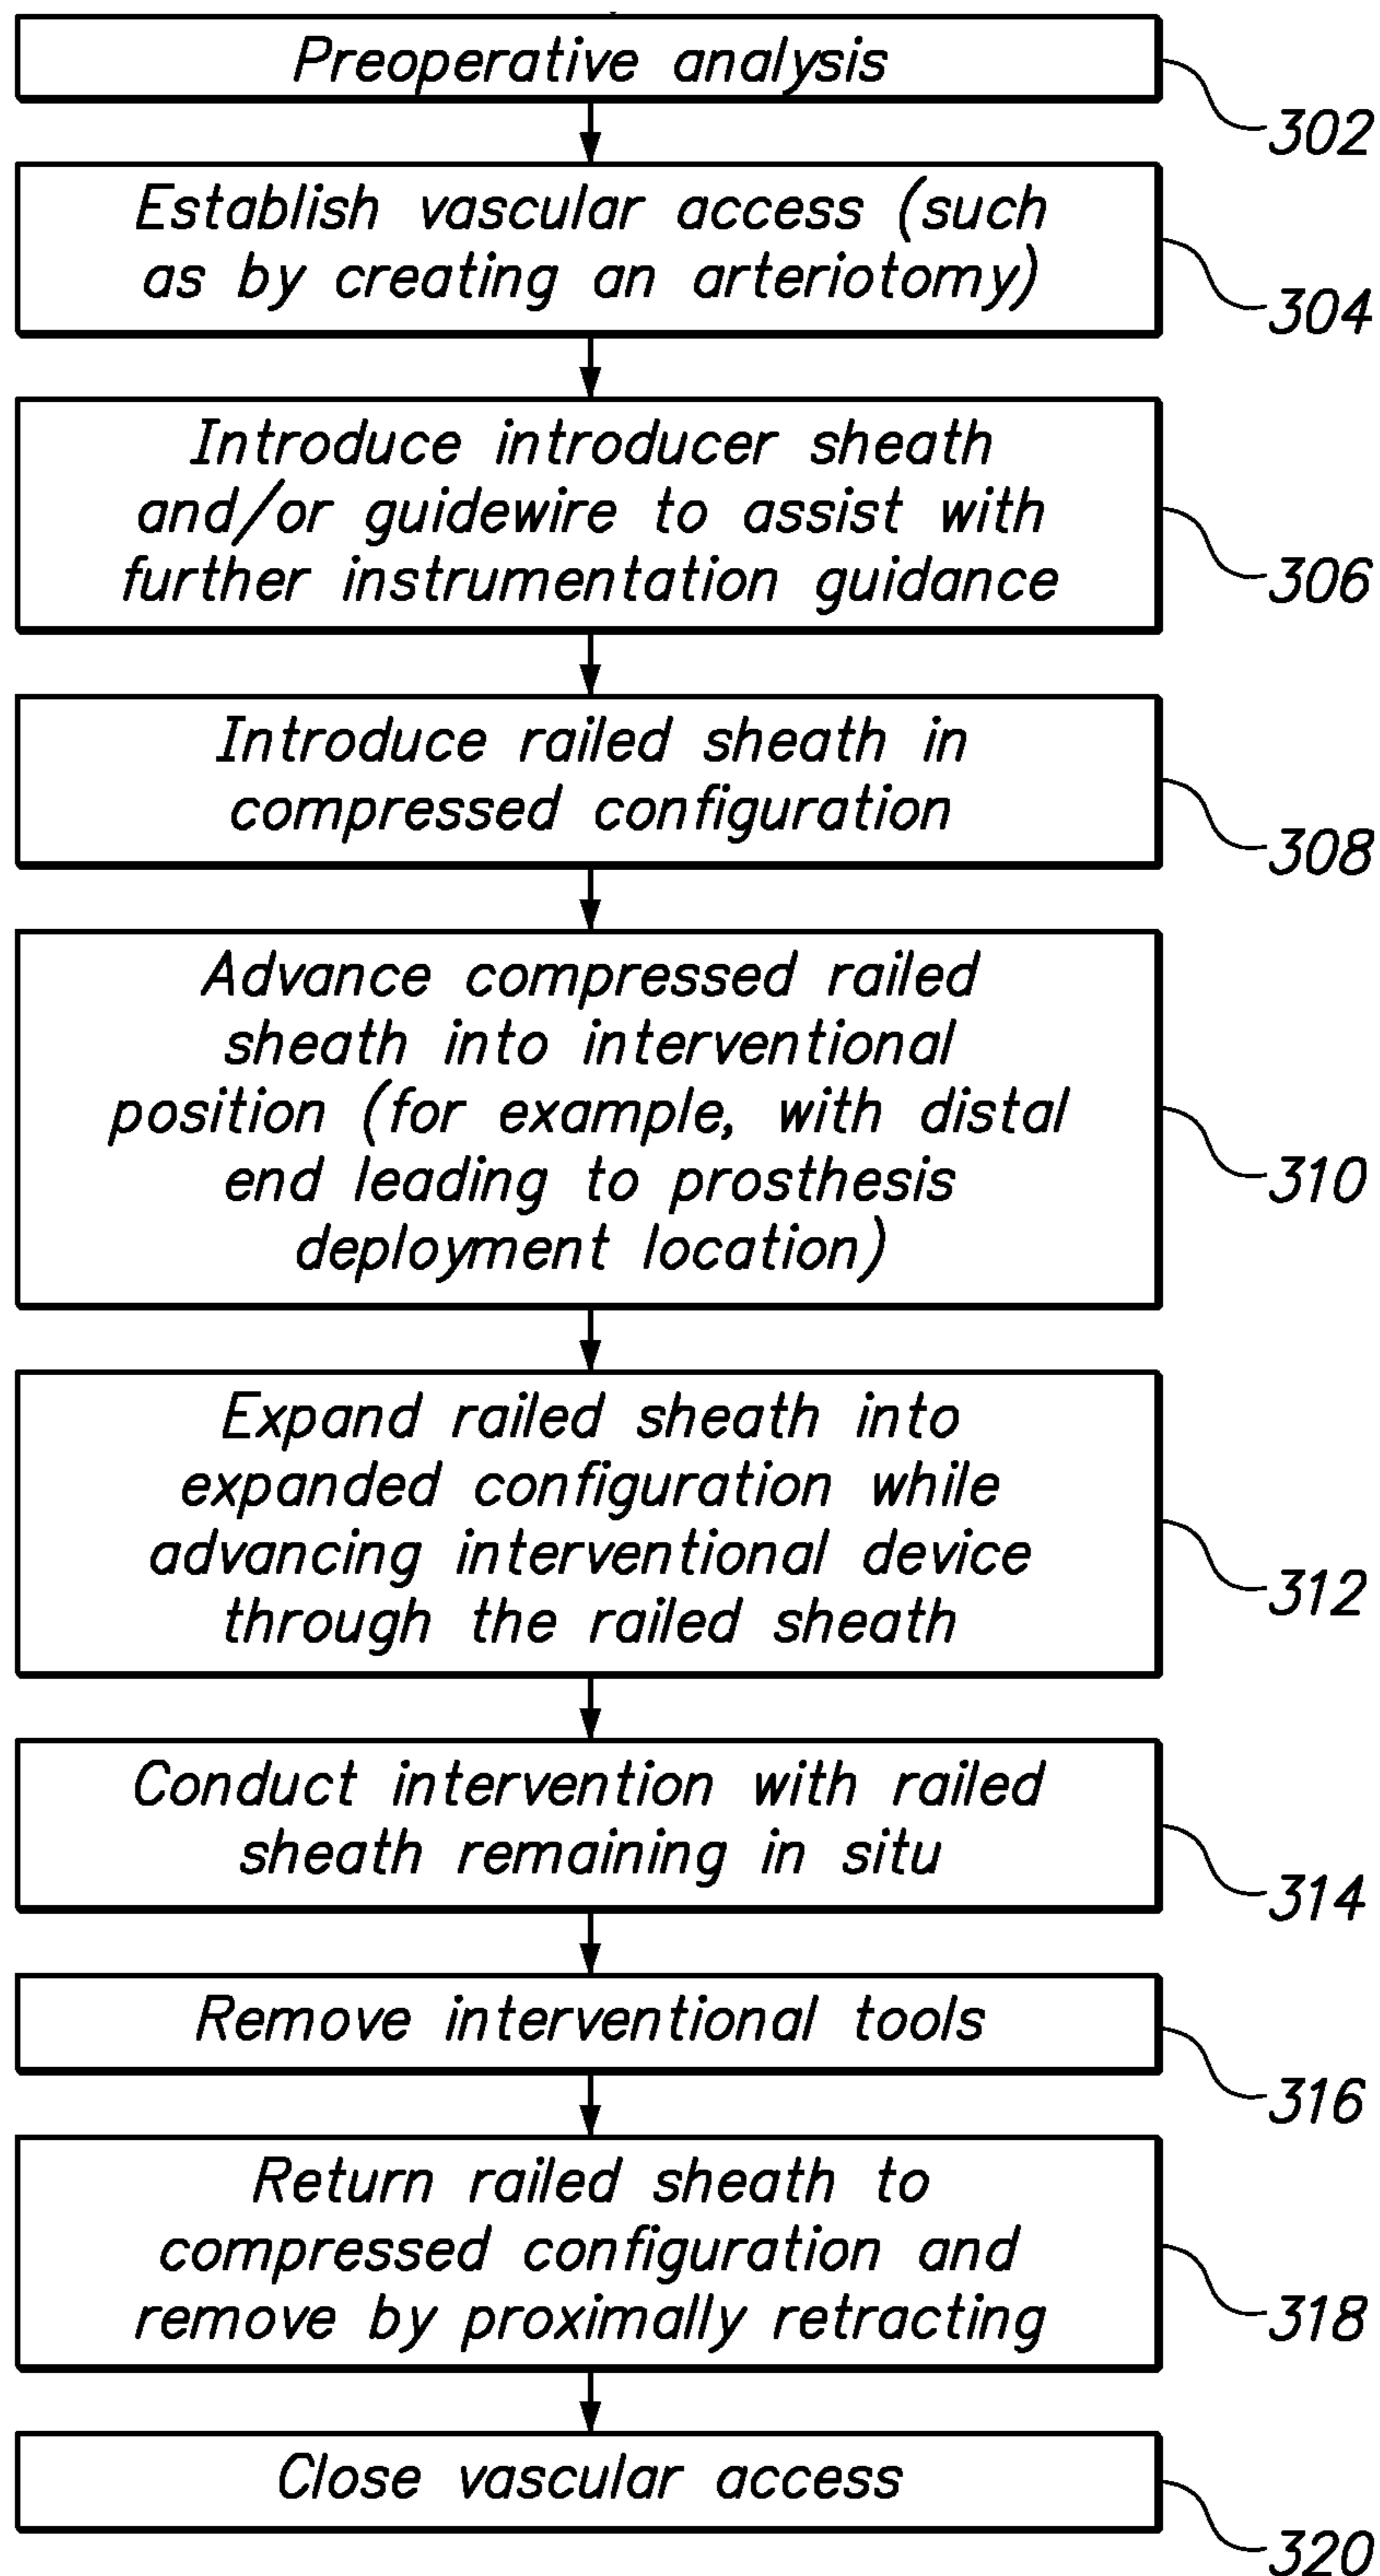 Preoperative analysis
302
Establish vascular access (such
as by creating an arteriotomy)
304
Introduce introducer sheath
and/or guidewire to assist with
further instrumentation guidance
306
Introduce railed sheath in
compressed configuration
308
Advance compressed railed
sheath into interventional
position (for example, with distal
end leading to prosthesis
deployment location)
310
Expand railed sheath into
expanded configuration while
advancing interventional device
through the railed sheath
312
Conduct intervention with railed
sheath remaining in situ
314
Remove interventional tools
316
Return railed sheath to
compressed configuration and
remove by proximally retracting
318
Close vascular access
320